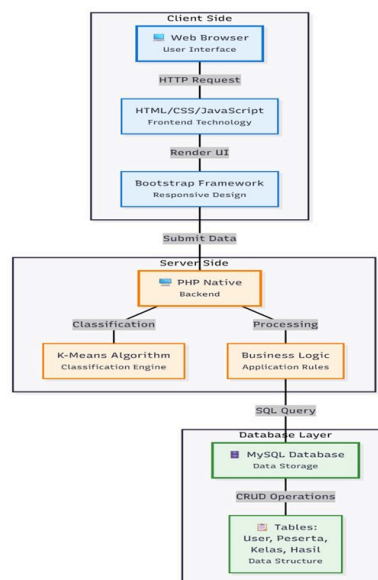 Client Side
Web Browser
User Interface
HTTP Request
HTML/CSS/JavaScript
Frontend Technology
Render UI
Bootstrap Framework
Responsive Design
Submit Data
Server Side
PHP Native
Backend
Classification
Processing
K-Means Algorithm
Classification Engine
Business Logic
Application Rules
SQL Query
Database Layer
MySQL Database
Data Storage
CRUD Operations
Tables:
User, Peserta,
Kelas, Hasil
Data Structure